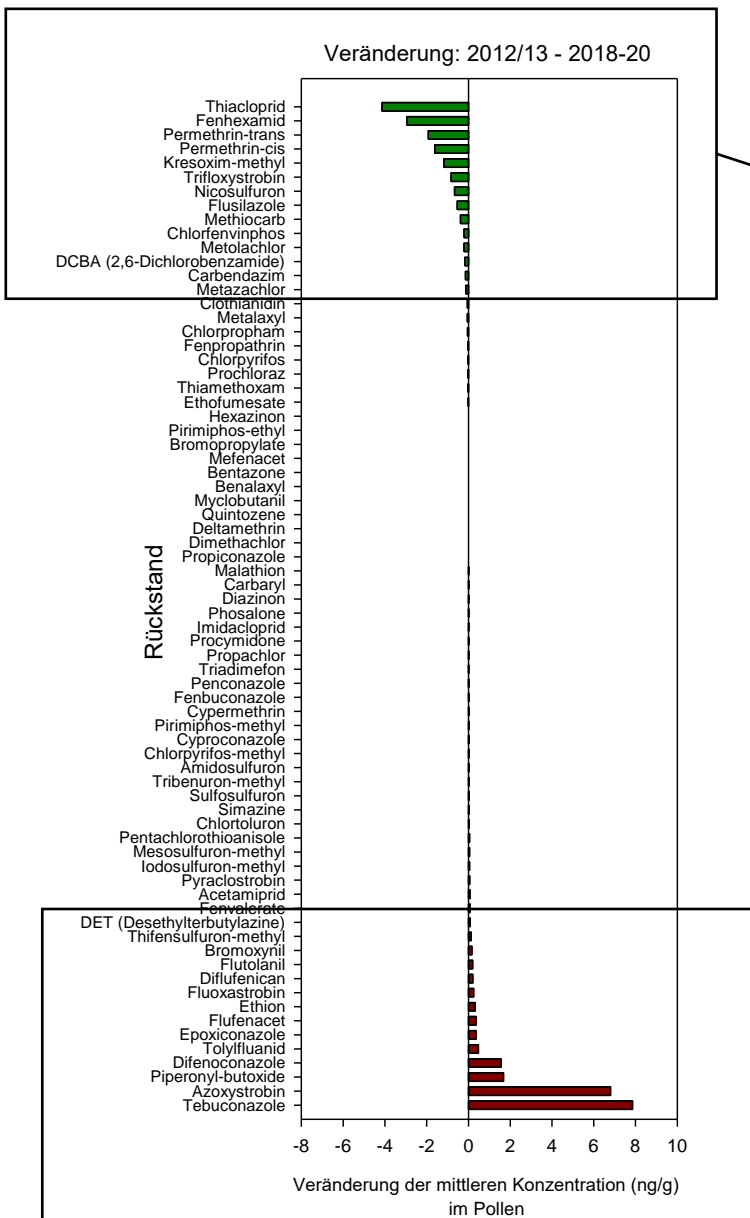 Veränderung: 2012/13 - 2018-20
Thiacloprid
Fenhexamid
Permethrin-trans
Permethrin-cis
Kresoxim-methyl
Trifloxystrobin
Nicosulfuron
Flusilazole
Methiocarb
Chlorfenvinphos
Metolachlor
DCBA (2,6-Dichlorobenzamide)
Carbendazim
Metazachlor
Clothianidin
Metalaxyl
Chlorpropham
Fenpropathrin
Chlorpyrifos
Prochloraz
Thiamethoxam
Ethofumesate
Hexazinon
Pirimiphos-ethyl
Bromopropylate
Mefenacet
Bentazone
Benalaxyl
Myclobutanil
Quintozene
Deltamethrin
Dimethachlor
Propiconazole
Malathion
Carbaryl
Diazinon
Phosalone
Imidacloprid
Procymidone
Propachlor
Triadimefon
Penconazole
Fenbuconazole
Cypermethrin
Pirimiphos-methyl
Cyproconazole
Chlorpyrifos-methyl
Amidosulfuron
Tribenuron-methyl
Sulfosulfuron
Simazine
Chlortoluron
Pentachlorothioanisole
Mesosulfuron-methyl
Iodosulfuron-methyl
Pyraclostrobin
Acetamiprid
Fenvalerate
DET (Desethylterbutylazine)
Thifensulfuron-methyl
Bromoxynil
Flutolanil
Diflufenican
Fluoxastrobin
Ethion
Flufenacet
Epoxiconazole
Tolylfluanid
Difenoconazole
Piperonyl-butoxide
Azoxystrobin
Tebuconazole
Rückstand
-8 -6 -4 -2 0 2 4 6 8 10
Veränderung der mittleren Konzentration (ng/g)
im Pollen